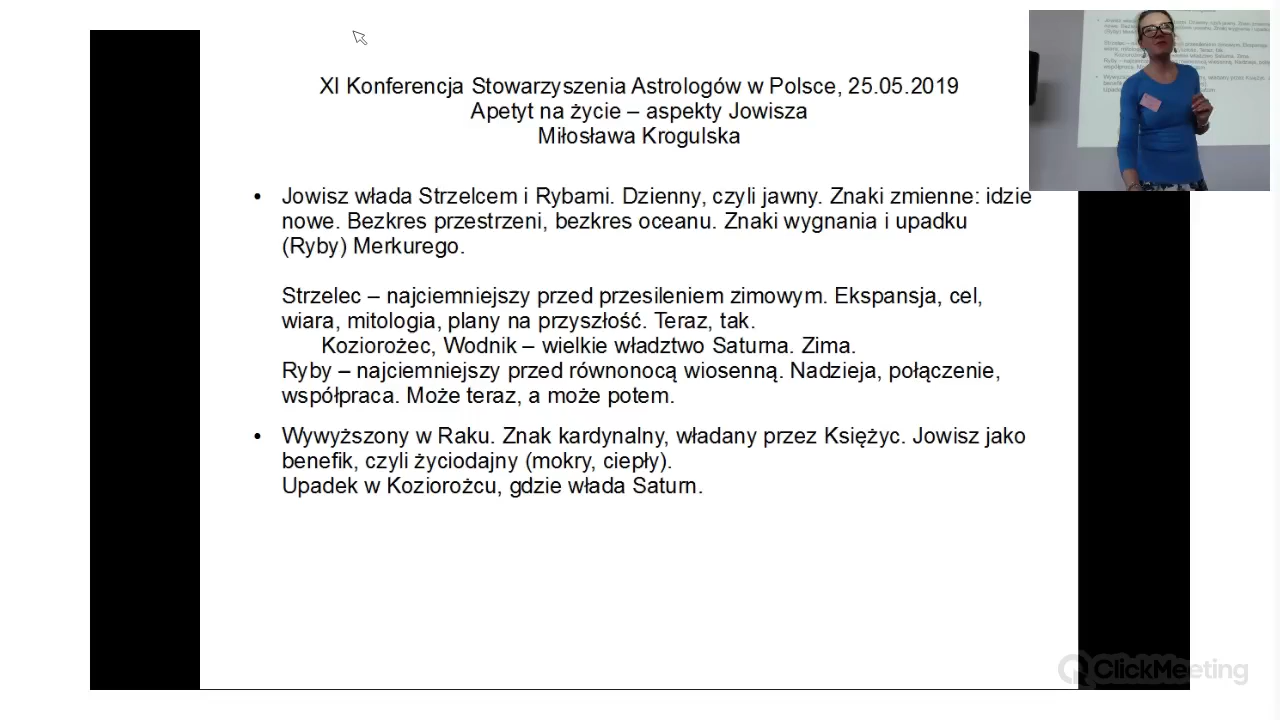 XI Konferencja Stowarzyszenia Astrologów w Polsce, 25.05.2019
Apetyt na życie – aspekty Jowisza
Miłosława Krogulska
• Jowisz włada Strzelcem i Rybami. Dzienny, czyli jawny. Znaki zmienne: idzie
nowe. Bezkres przestrzeni, bezkres oceanu. Znaki wygnania i upadku
(Ryby) Merkurego.
Strzelec – najciemniejszy przed przesileniem zimowym. Ekspansja, cel,
wiara, mitologia, plany na przyszłość. Teraz, tak.
Koziorożec, Wodnik – wielkie władztwo Saturna. Zima.
Ryby – najciemniejszy przed równonocą wiosenną. Nadzieja, połączenie,
współpraca. Może teraz, a może potem.
• Wywyższony w Raku. Znak kardynalny, władany przez Księżyc. Jowisz jako
benefik, czyli życiodajny (mokry, ciepły).
Upadek w Koziorożcu, gdzie włada Saturn.
ClickMeeting